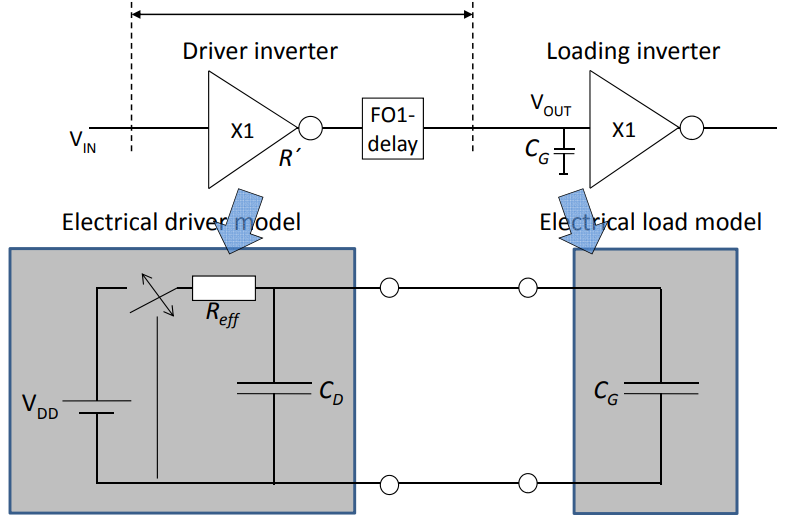 Driver inverter
Loading inverter
V_IN
X1
R´
FO1-
delay
V_OUT
C_G
X1
Electrical driver model
Electrical load model
V_DD
R_eff
C_D
C_G